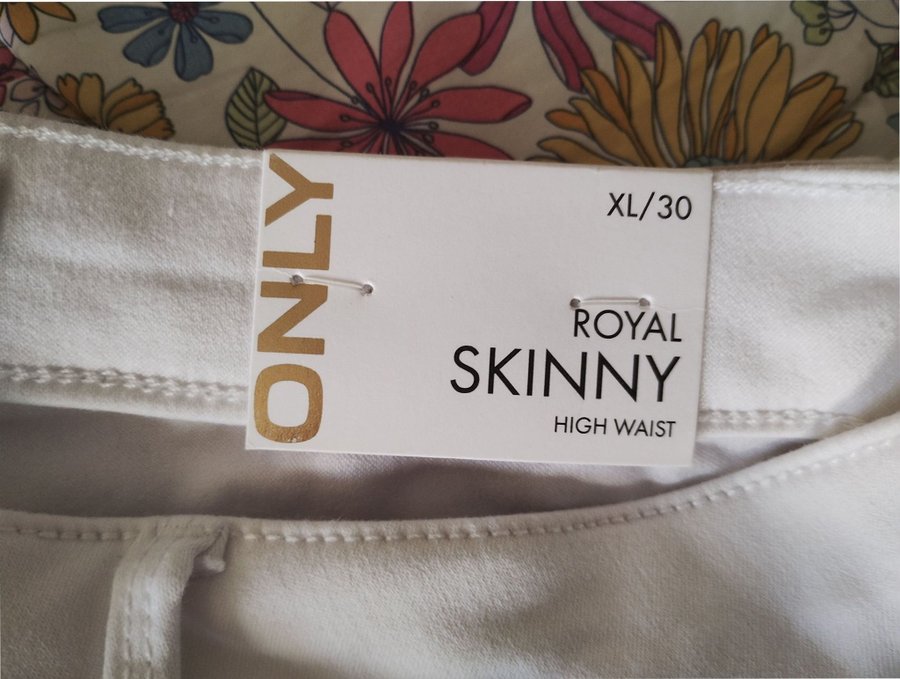 ONLY
XL/30
ROYAL
SKINNY
HIGH WAIST